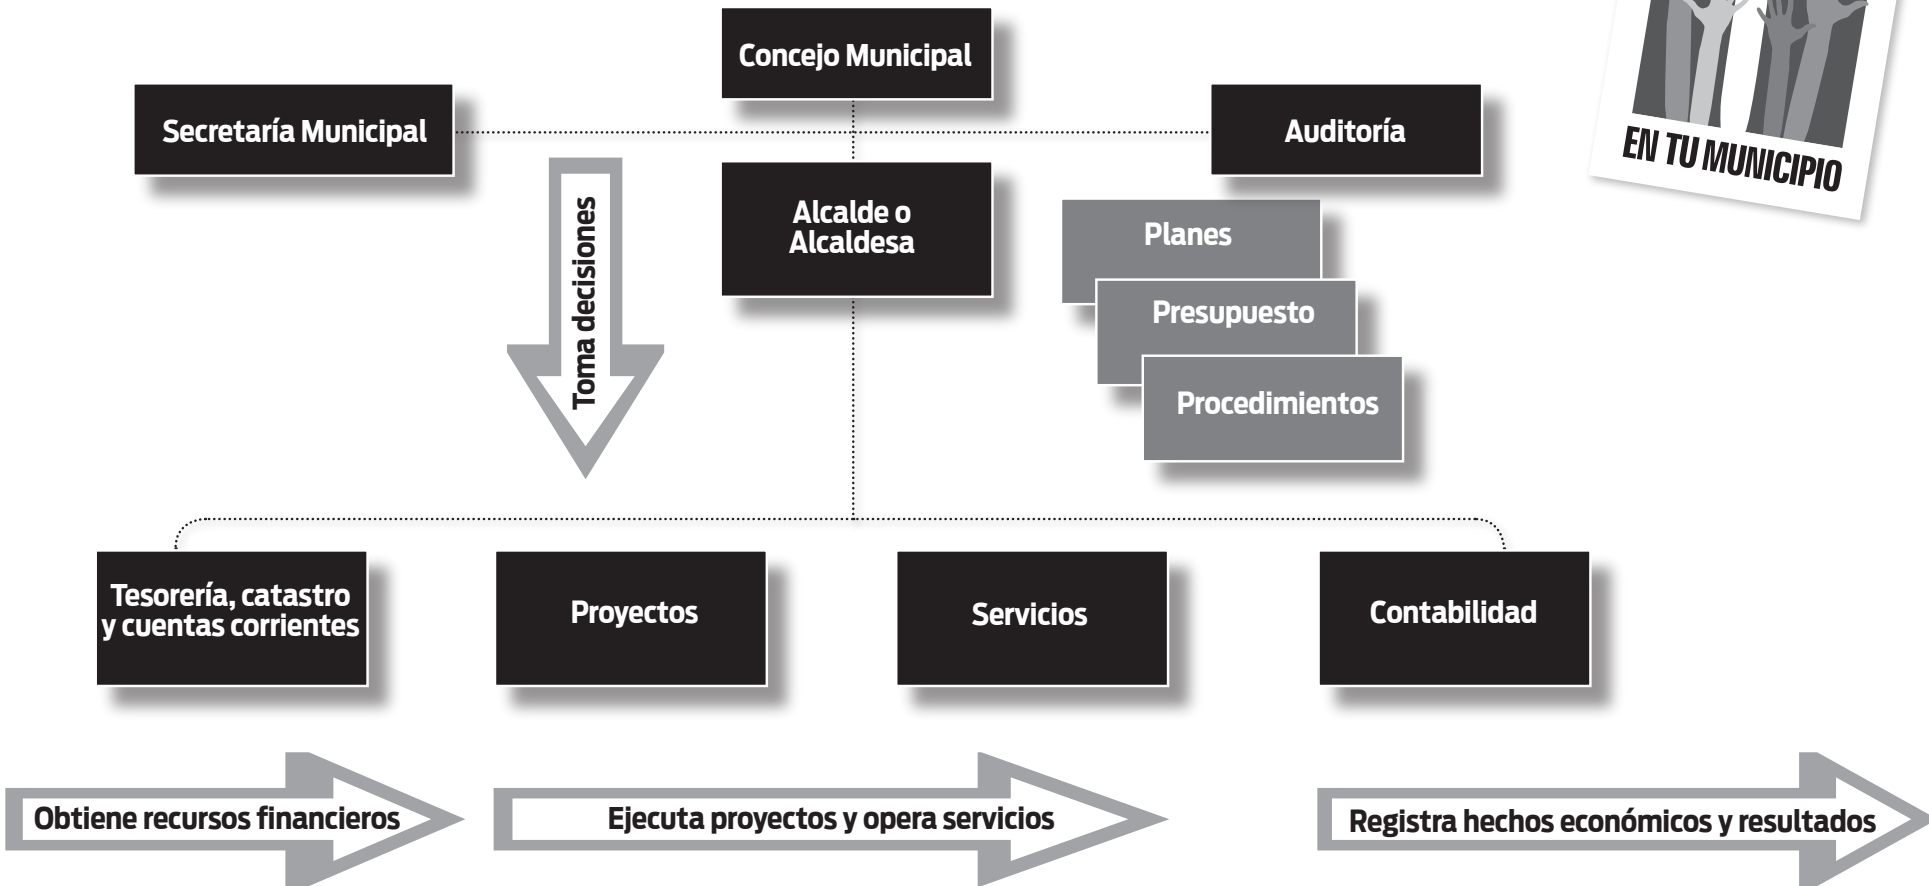 Concejo Municipal
Secretaría Municipal
Auditoría
EN TU MUNICIPIO
Toma decisiones
Alcalde o
Alcaldesa
Planes
Presupuesto
Procedimientos
Tesorería, catastro
y cuentas corrientes
Proyectos
Servicios
Contabilidad
Obtiene recursos financieros
Ejecuta proyectos y opera servicios
Registra hechos económicos y resultados